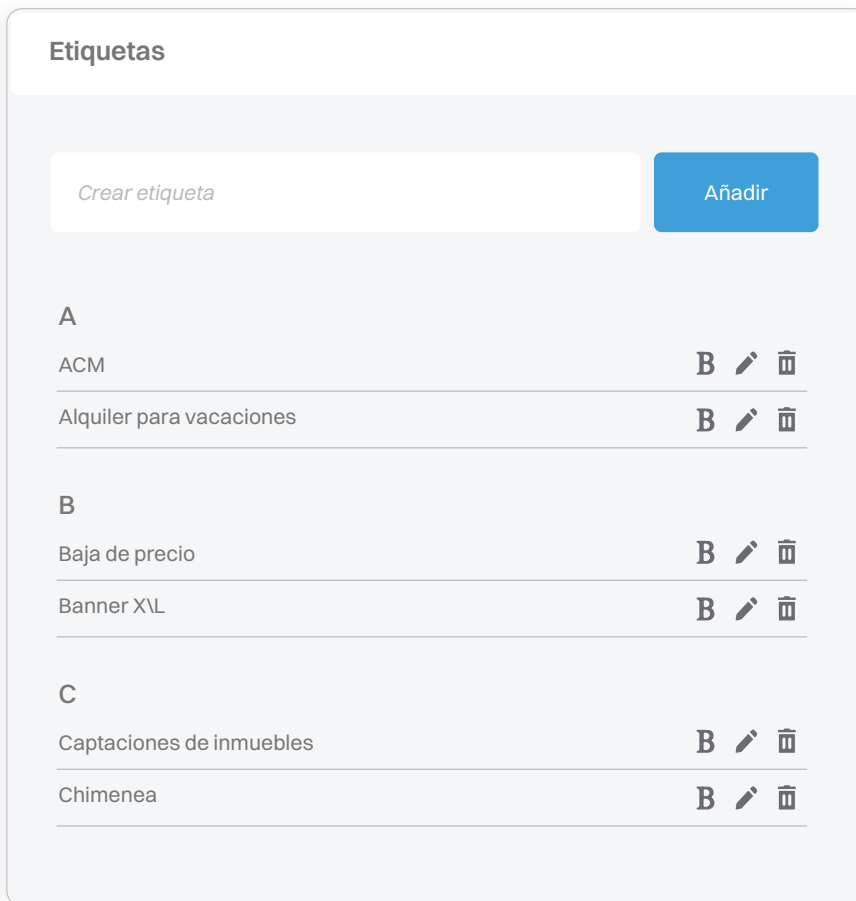 Etiquetas
Crear etiqueta
Añadir
A
ACM B
Alquiler para vacaciones B
B
Baja de precio B
Banner X\L B
C
Captaciones de inmuebles B
Chimenea B